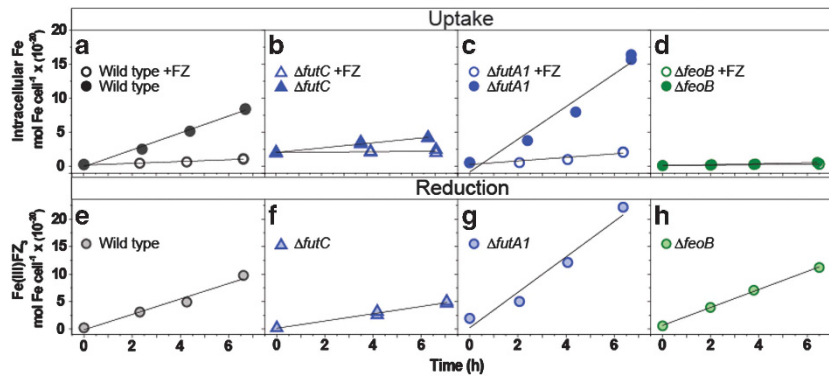 Uptake
Intracellular Fe
mol Fe cell⁻¹ x (10⁻²⁰)
20
15
10
5
0
a
Wild type +FZ
Wild type
b
ΔfutC +FZ
ΔfutC
c
ΔfutA1 +FZ
ΔfutA1
d
ΔfeoB +FZ
ΔfeoB
Reduction
Fe(II)FZ₃
mol Fe cell⁻¹ x (10⁻²⁰)
20
15
10
5
0
e
Wild type
f
ΔfutC
g
ΔfutA1
h
ΔfeoB
0 2 4 6 0 2 4 6 0 2 4 6 0 2 4 6
Time (h)